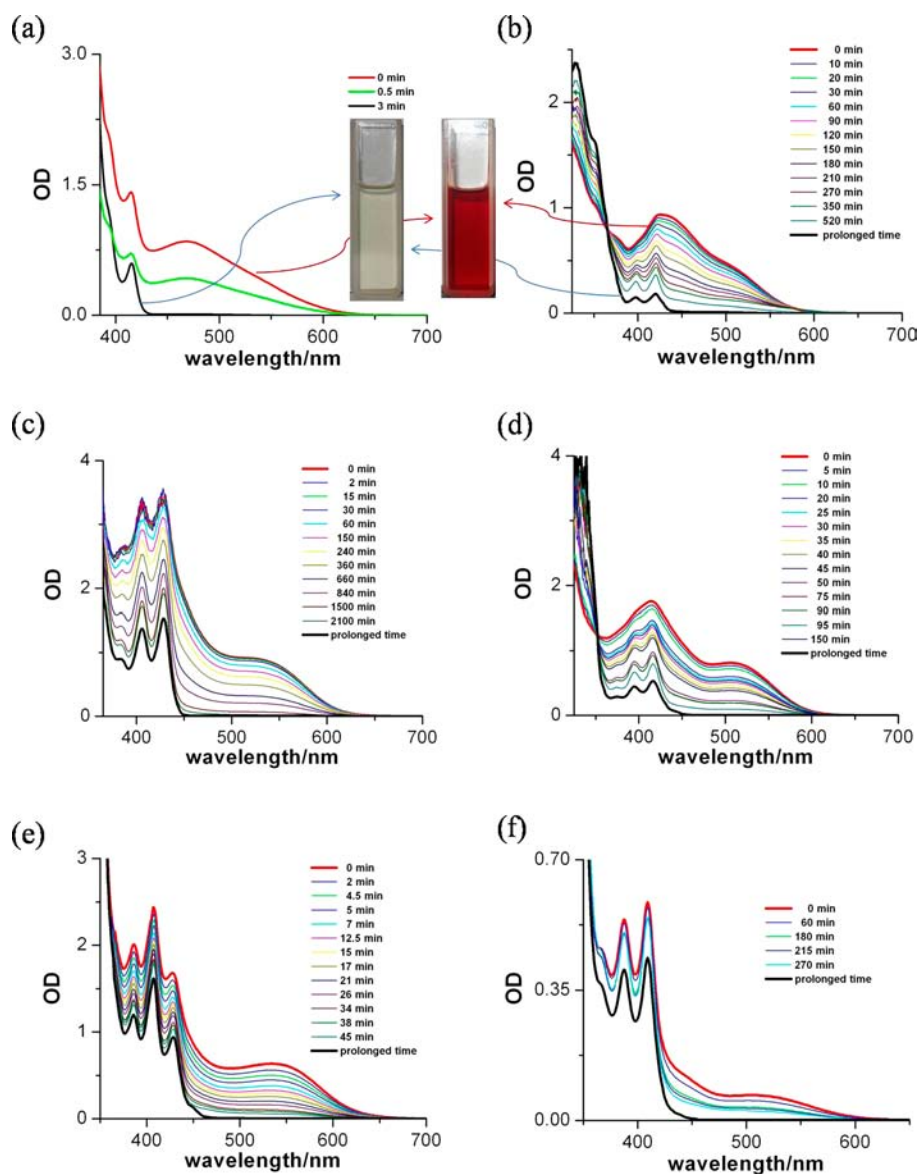 (a)
3.0
1.5
0.0
OD
0 min
0.5 min
3 min
400 500 600 700
wavelength/nm
(b)
2
1
0
OD
0 min
10 min
20 min
30 min
60 min
90 min
120 min
150 min
180 min
210 min
270 min
350 min
520 min
prolonged time
400 500 600 700
wavelength/nm
(c)
4
2
0
OD
0 min
2 min
15 min
30 min
60 min
150 min
240 min
360 min
660 min
840 min
1500 min
2100 min
prolonged time
400 500 600 700
wavelength/nm
(d)
4
2
0
OD
0 min
5 min
10 min
20 min
25 min
30 min
35 min
40 min
45 min
50 min
75 min
90 min
95 min
150 min
prolonged time
400 500 600 700
wavelength/nm
(e)
3
2
1
0
OD
0 min
2 min
4.5 min
5 min
7 min
12.5 min
15 min
17 min
21 min
26 min
34 min
38 min
45 min
prolonged time
400 500 600 700
wavelength/nm
(f)
0.70
0.35
0.00
OD
0 min
60 min
180 min
215 min
270 min
prolonged time
400 500 600
wavelength/nm